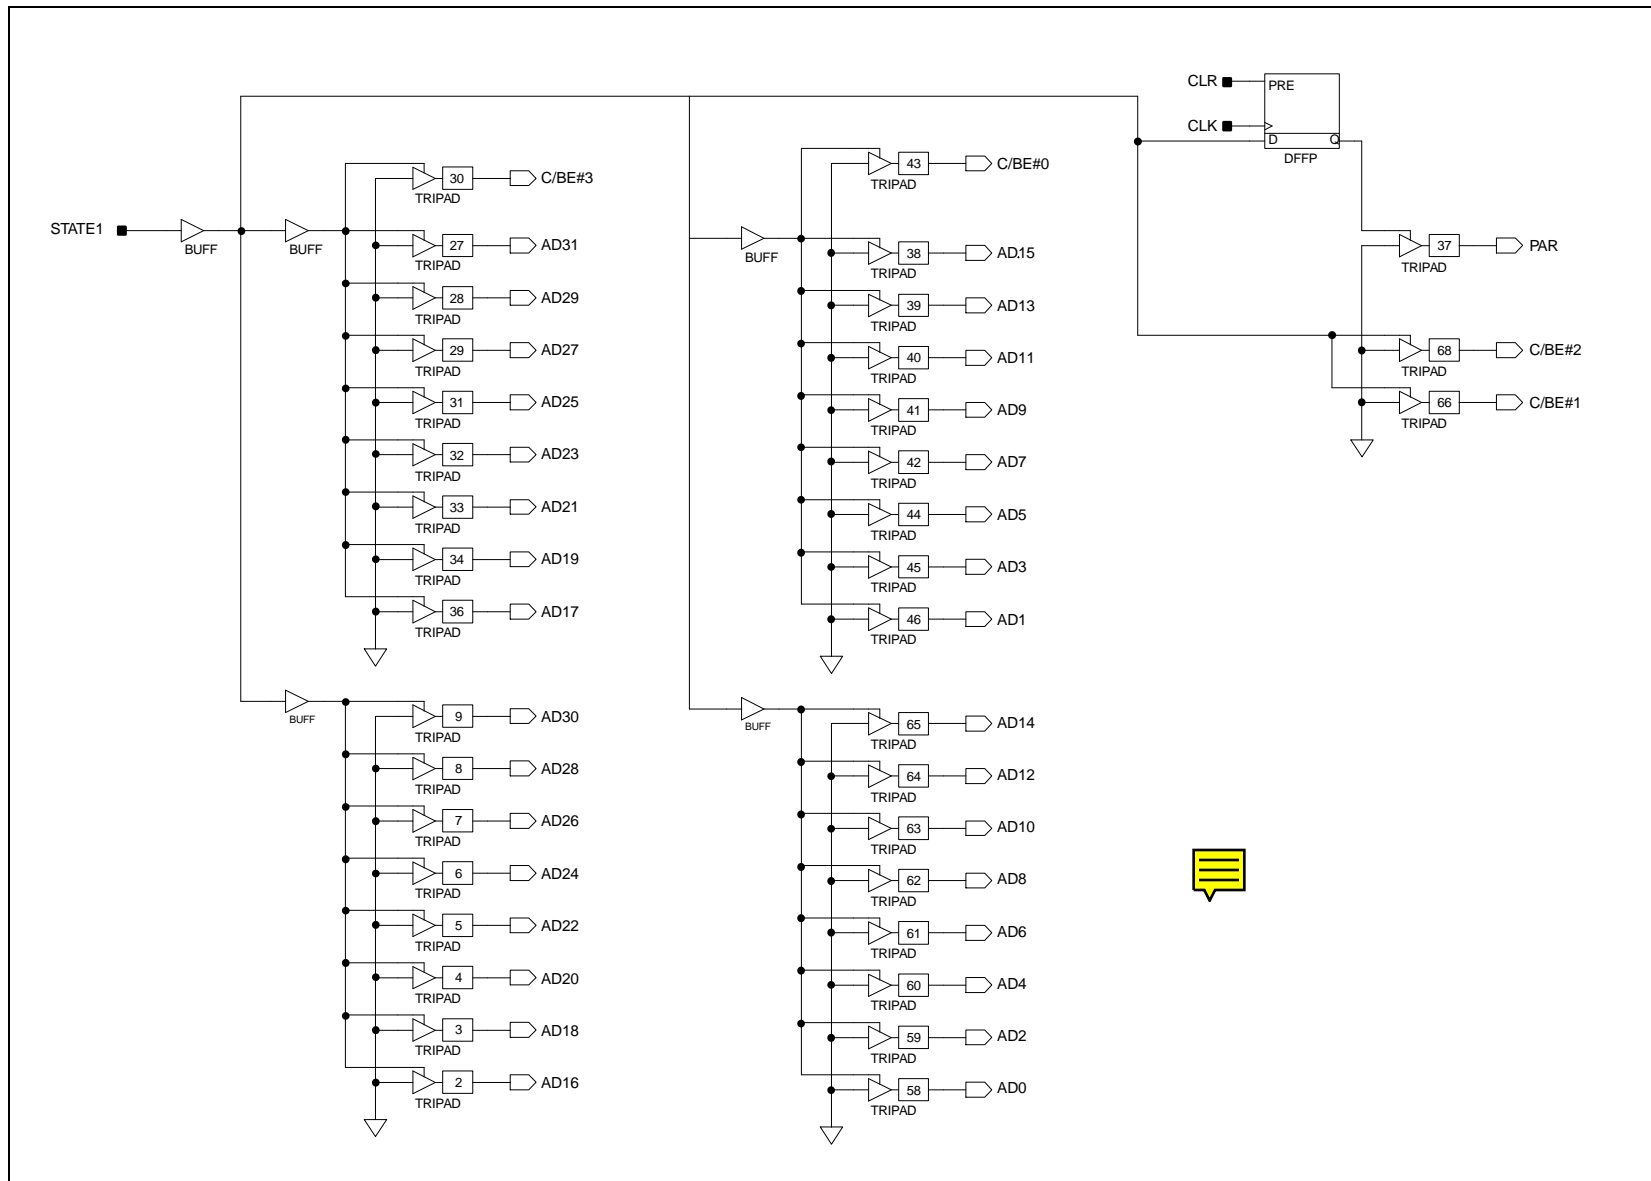 CLR
PRE
CLK
D Q
DFFP
STATE1
BUFF
BUFF
30 C/BE#3
TRIPAD
27 AD31
TRIPAD
28 AD29
TRIPAD
29 AD27
TRIPAD
31 AD25
TRIPAD
32 AD23
TRIPAD
33 AD21
TRIPAD
34 AD19
TRIPAD
36 AD17
TRIPAD
BUFF
9 AD30
TRIPAD
8 AD28
TRIPAD
7 AD26
TRIPAD
6 AD24
TRIPAD
5 AD22
TRIPAD
4 AD20
TRIPAD
3 AD18
TRIPAD
2 AD16
TRIPAD
43 C/BE#0
TRIPAD
BUFF
38 AD15
TRIPAD
39 AD13
TRIPAD
40 AD11
TRIPAD
41 AD9
TRIPAD
42 AD7
TRIPAD
44 AD5
TRIPAD
45 AD3
TRIPAD
46 AD1
TRIPAD
BUFF
65 AD14
TRIPAD
64 AD12
TRIPAD
63 AD10
TRIPAD
62 AD8
TRIPAD
61 AD6
TRIPAD
60 AD4
TRIPAD
59 AD2
TRIPAD
58 AD0
TRIPAD
37 PAR
TRIPAD
68 C/BE#2
TRIPAD
66 C/BE#1
TRIPAD